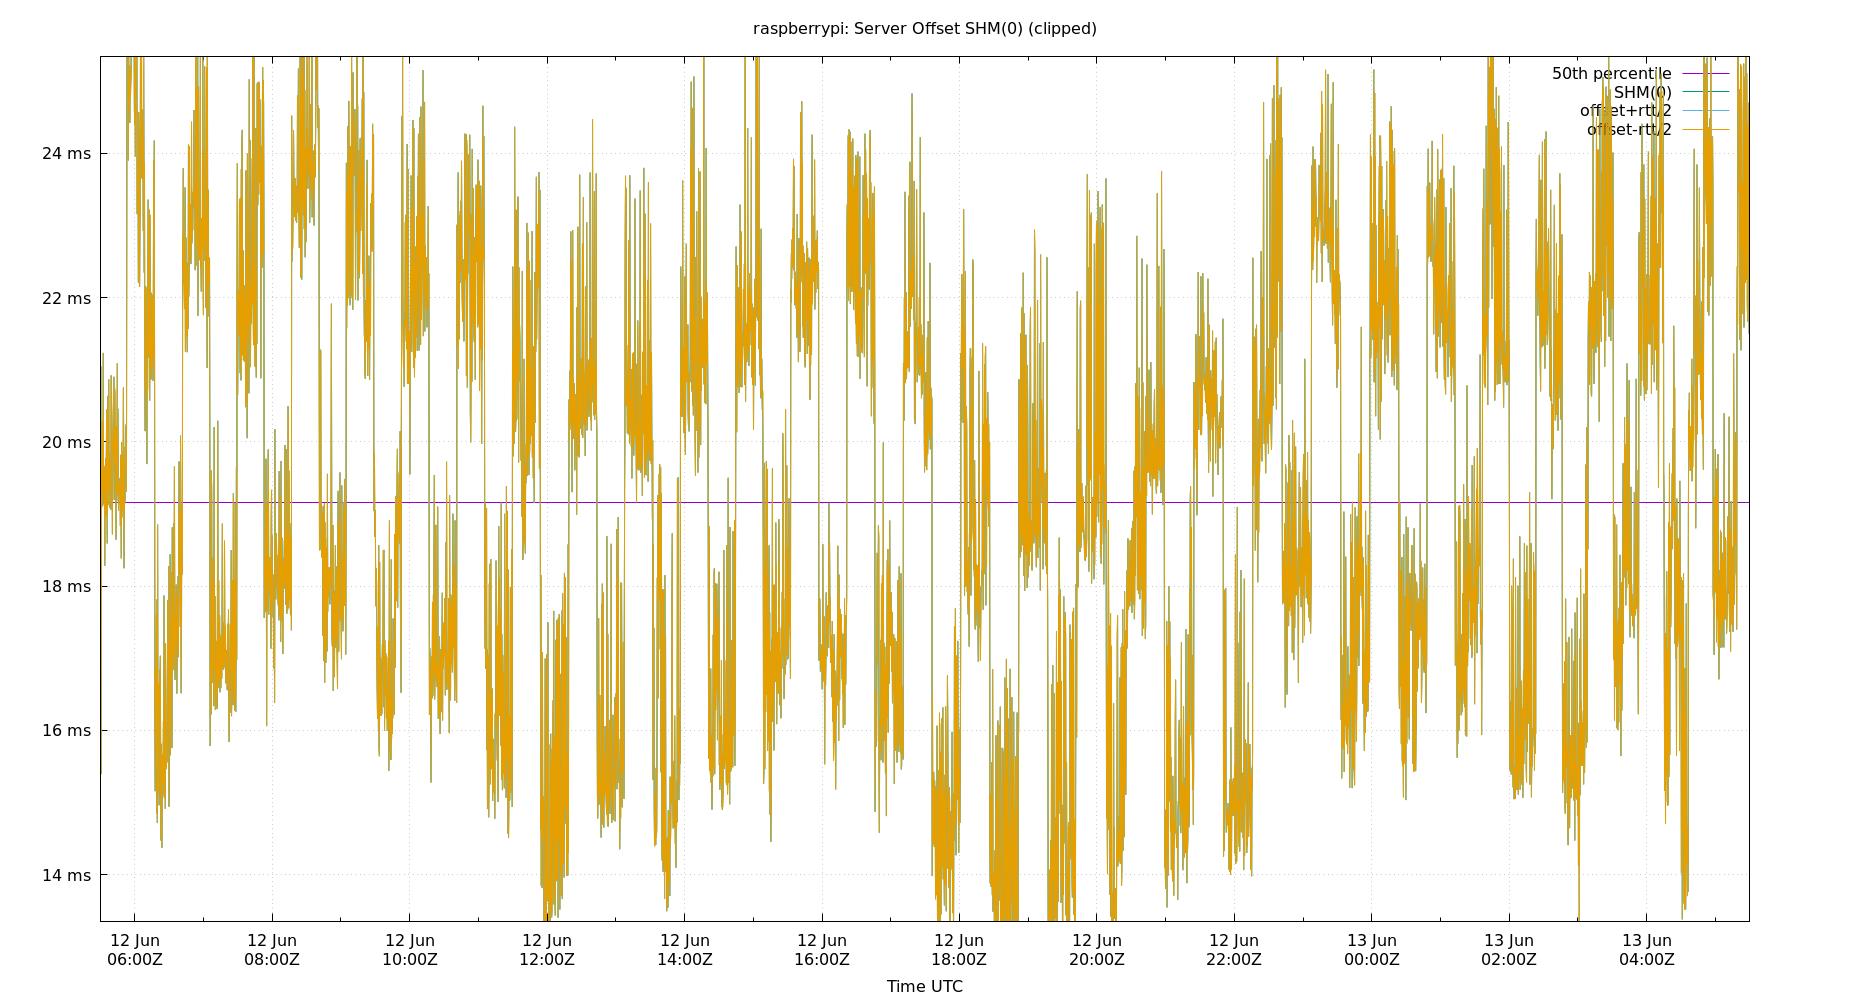 raspberrypi: Server Offset SHM(0) (clipped)
50th percentile
SHM(0)
offset+rtt/2
offset-rtt/2
24 ms
22 ms
20 ms
18 ms
16 ms
14 ms
12 Jun 12 Jun 12 Jun 12 Jun 12 Jun 12 Jun 12 Jun 12 Jun 12 Jun 13 Jun 13 Jun 13 Jun
06:00Z 08:00Z 10:00Z 12:00Z 14:00Z 16:00Z 18:00Z 20:00Z 22:00Z 00:00Z 02:00Z 04:00Z
Time UTC